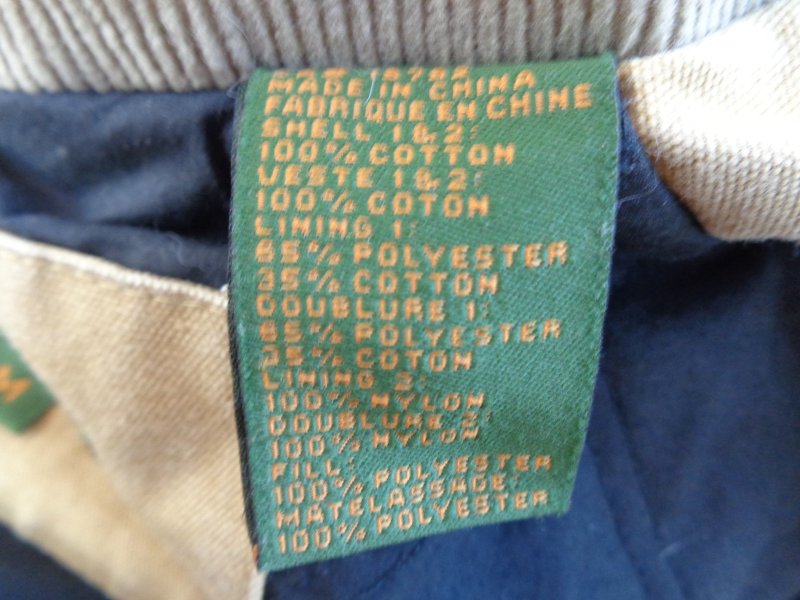 MADE IN CHINA
FABRIQUE EN CHINE
SHELL 1 & 2:
100% COTTON
VESTE 1 & 2:
100% COTON
LINING 1:
65% POLYESTER
35% COTTON
DOUBLURE 1:
65% POLYESTER
35% COTON
LINING 2:
100% NYLON
DOUBLURE 2:
100% NYLON
FILL:
100% POLYESTER
MATELASSAGE:
100% POLYESTER